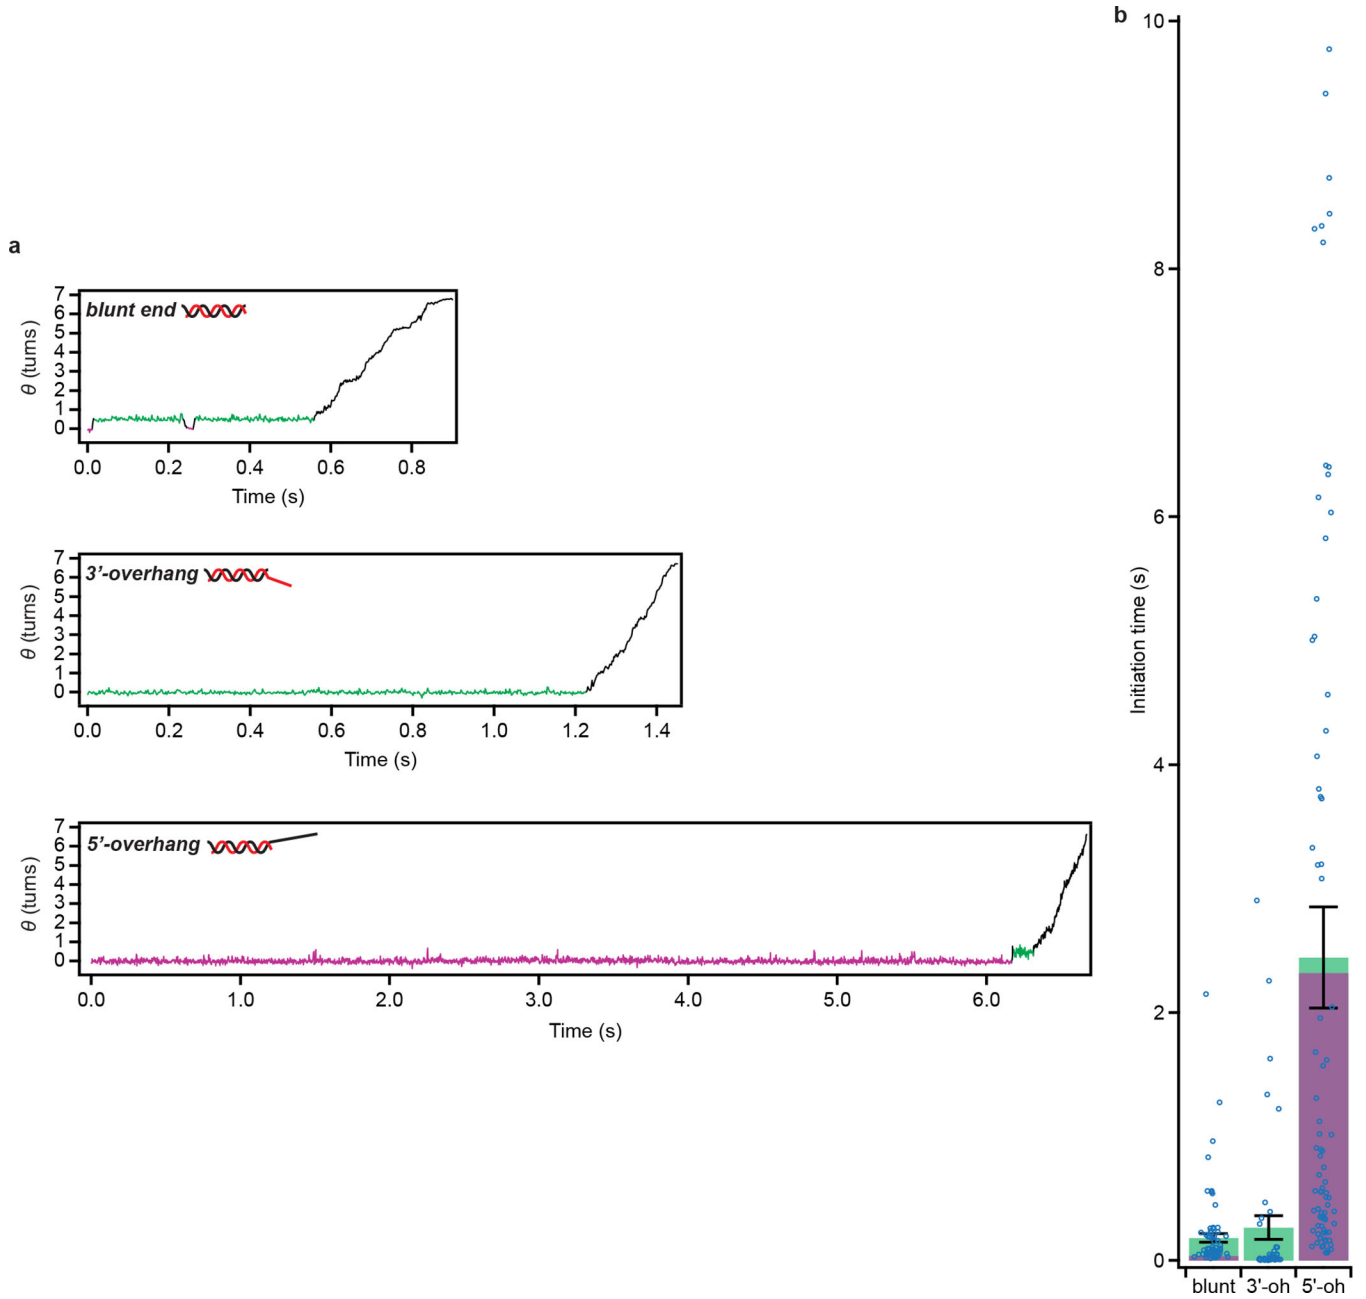 a
blunt end
7
6
5
4
3
2
1
0
θ (turns)
0.0 0.2 0.4 0.6 0.8
Time (s)
3’-overhang
7
6
5
4
3
2
1
0
θ (turns)
0.0 0.2 0.4 0.6 0.8 1.0 1.2 1.4
Time (s)
5’-overhang
7
6
5
4
3
2
1
0
θ (turns)
0.0 1.0 2.0 3.0 4.0 5.0 6.0
Time (s)
b
10
8
6
4
2
0
Initiation time (s)
blunt 3'-oh 5'-oh